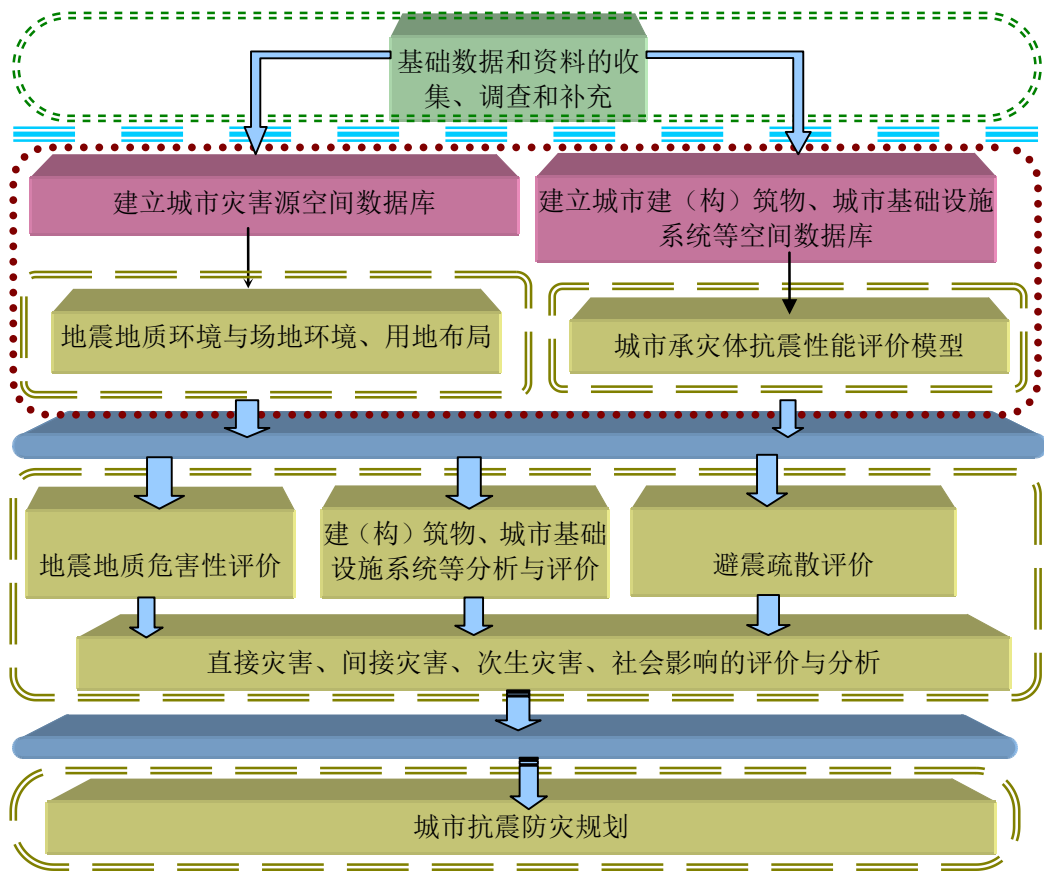 基础数据和资料的收
集、调查和补充
建立城市灾害源空间数据库
建立城市建（构）筑物、城市基础设施
系统等空间数据库
地震地质环境与场地环境、用地布局
城市承灾体抗震性能评价模型
地震地质危害性评价
建（构）筑物、城市基础
设施系统等分析与评价
避震疏散评价
直接灾害、间接灾害、次生灾害、社会影响的评价与分析
城市抗震防灾规划